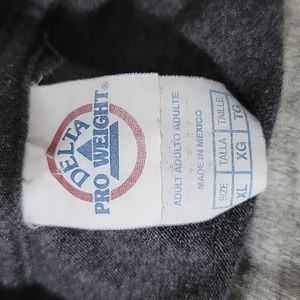 DELTA
PRO WEIGHT®
ADULT ADULTO ADULTE
MADE IN MEXICO
SIZE TALLA TAILLE
XL XG TG